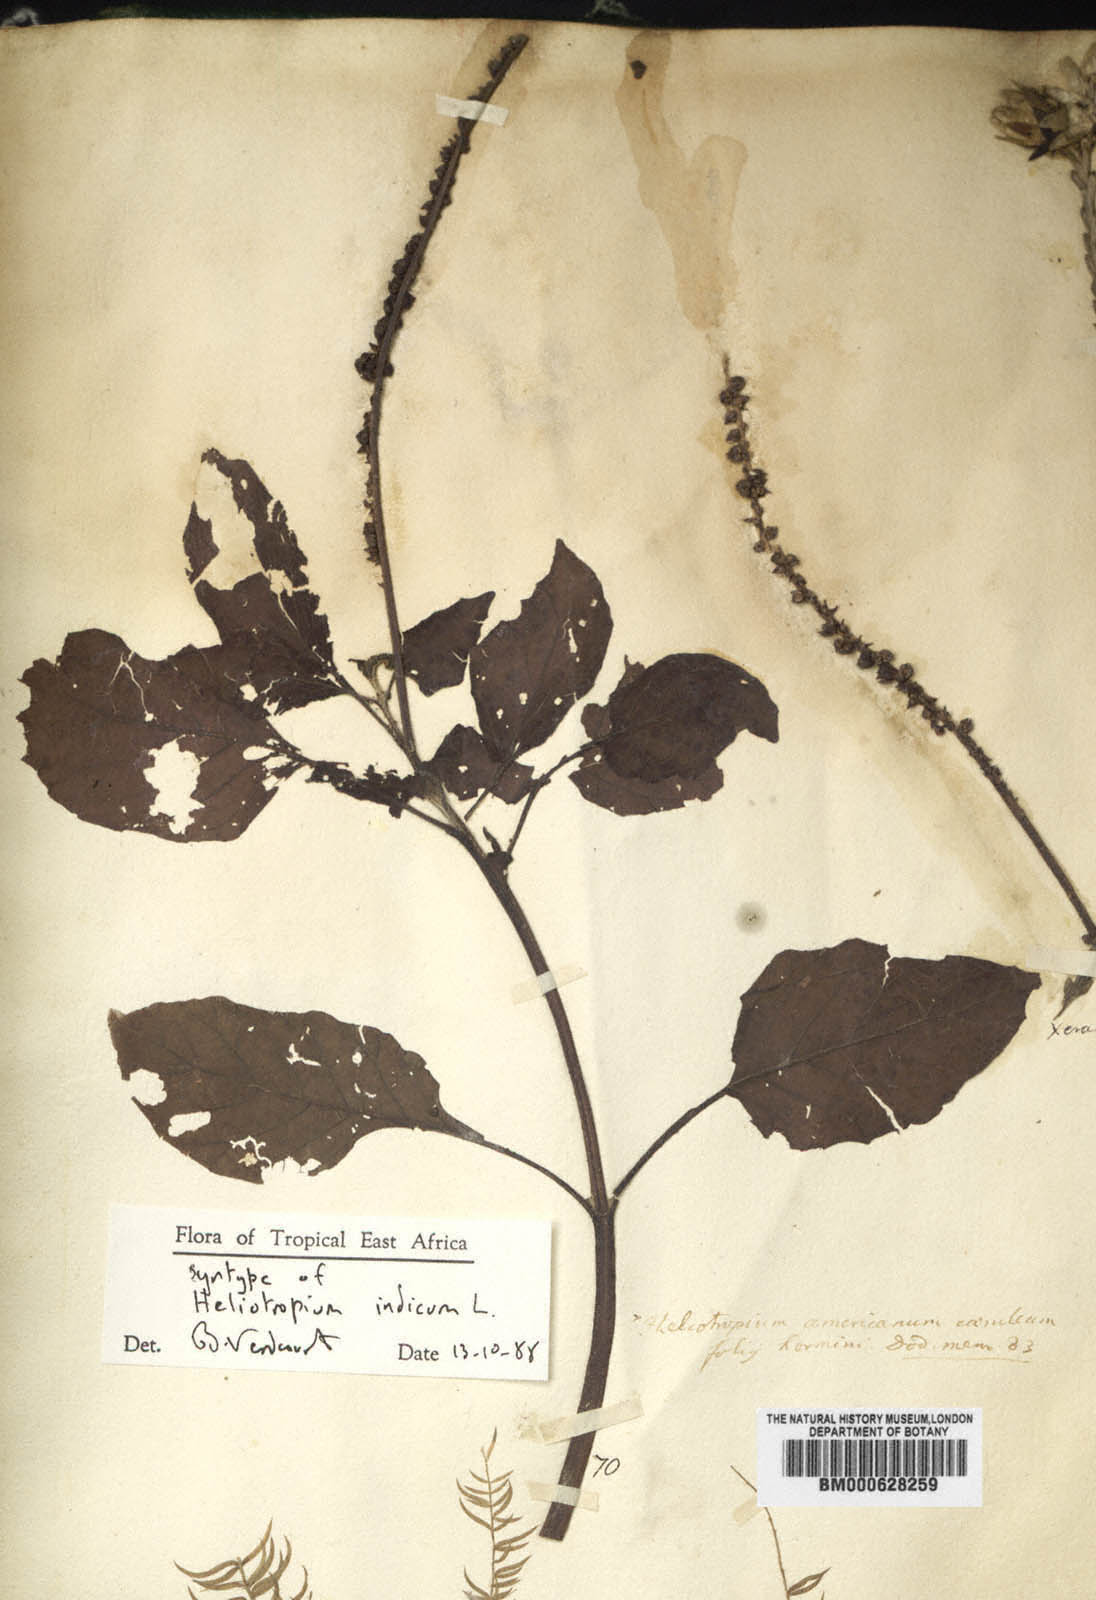 Xera
Flora of Tropical East Africa
Syntype of
Heliotropium indicum L.
Det. B. Verdcourt Date 13-10-88
Heliotropium americanum caeruleum
folijs hormini. Dod. mem. 83
THE NATURAL HISTORY MUSEUM, LONDON
DEPARTMENT OF BOTANY
BM000628259
70